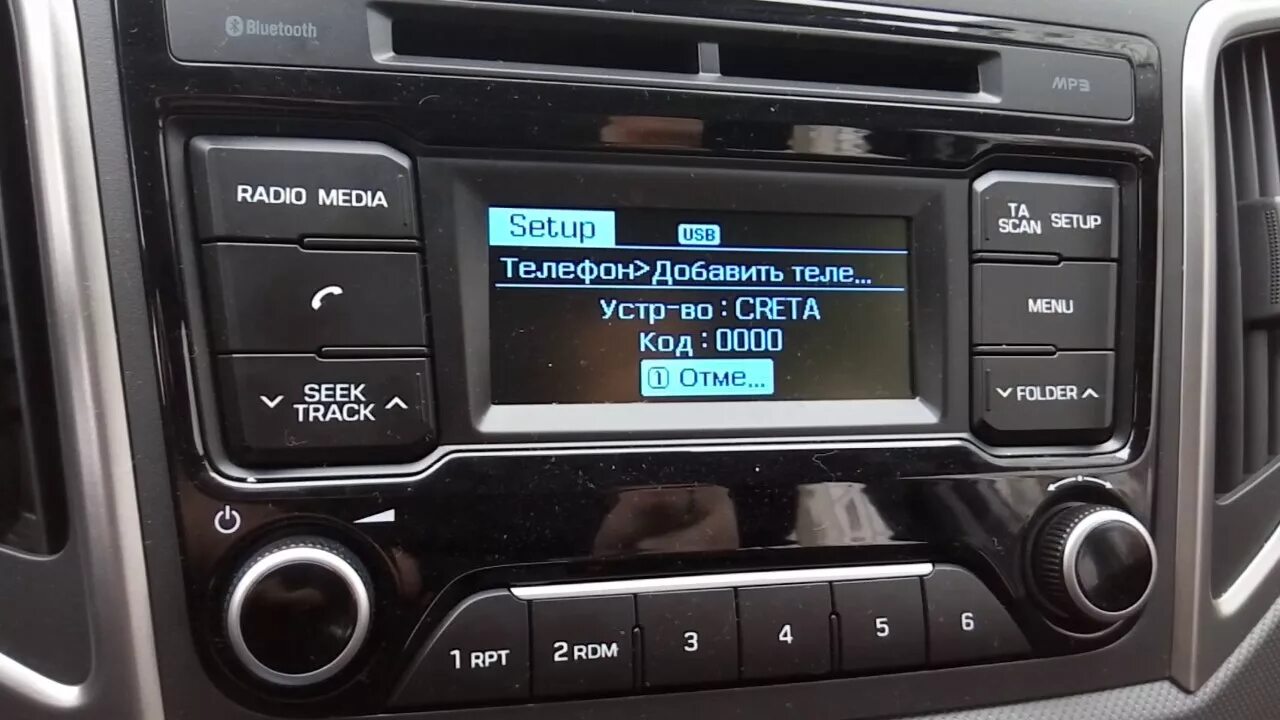 Bluetooth
MP3
RADIO MEDIA
SEEK
TRACK
Setup USB
Телефон>Добавить теле...
Устр-во : CRETA
Код : 0000
1 Отме...
TA
SCAN SETUP
MENU
FOLDER
1 RPT 2 RDM 3 4 5 6